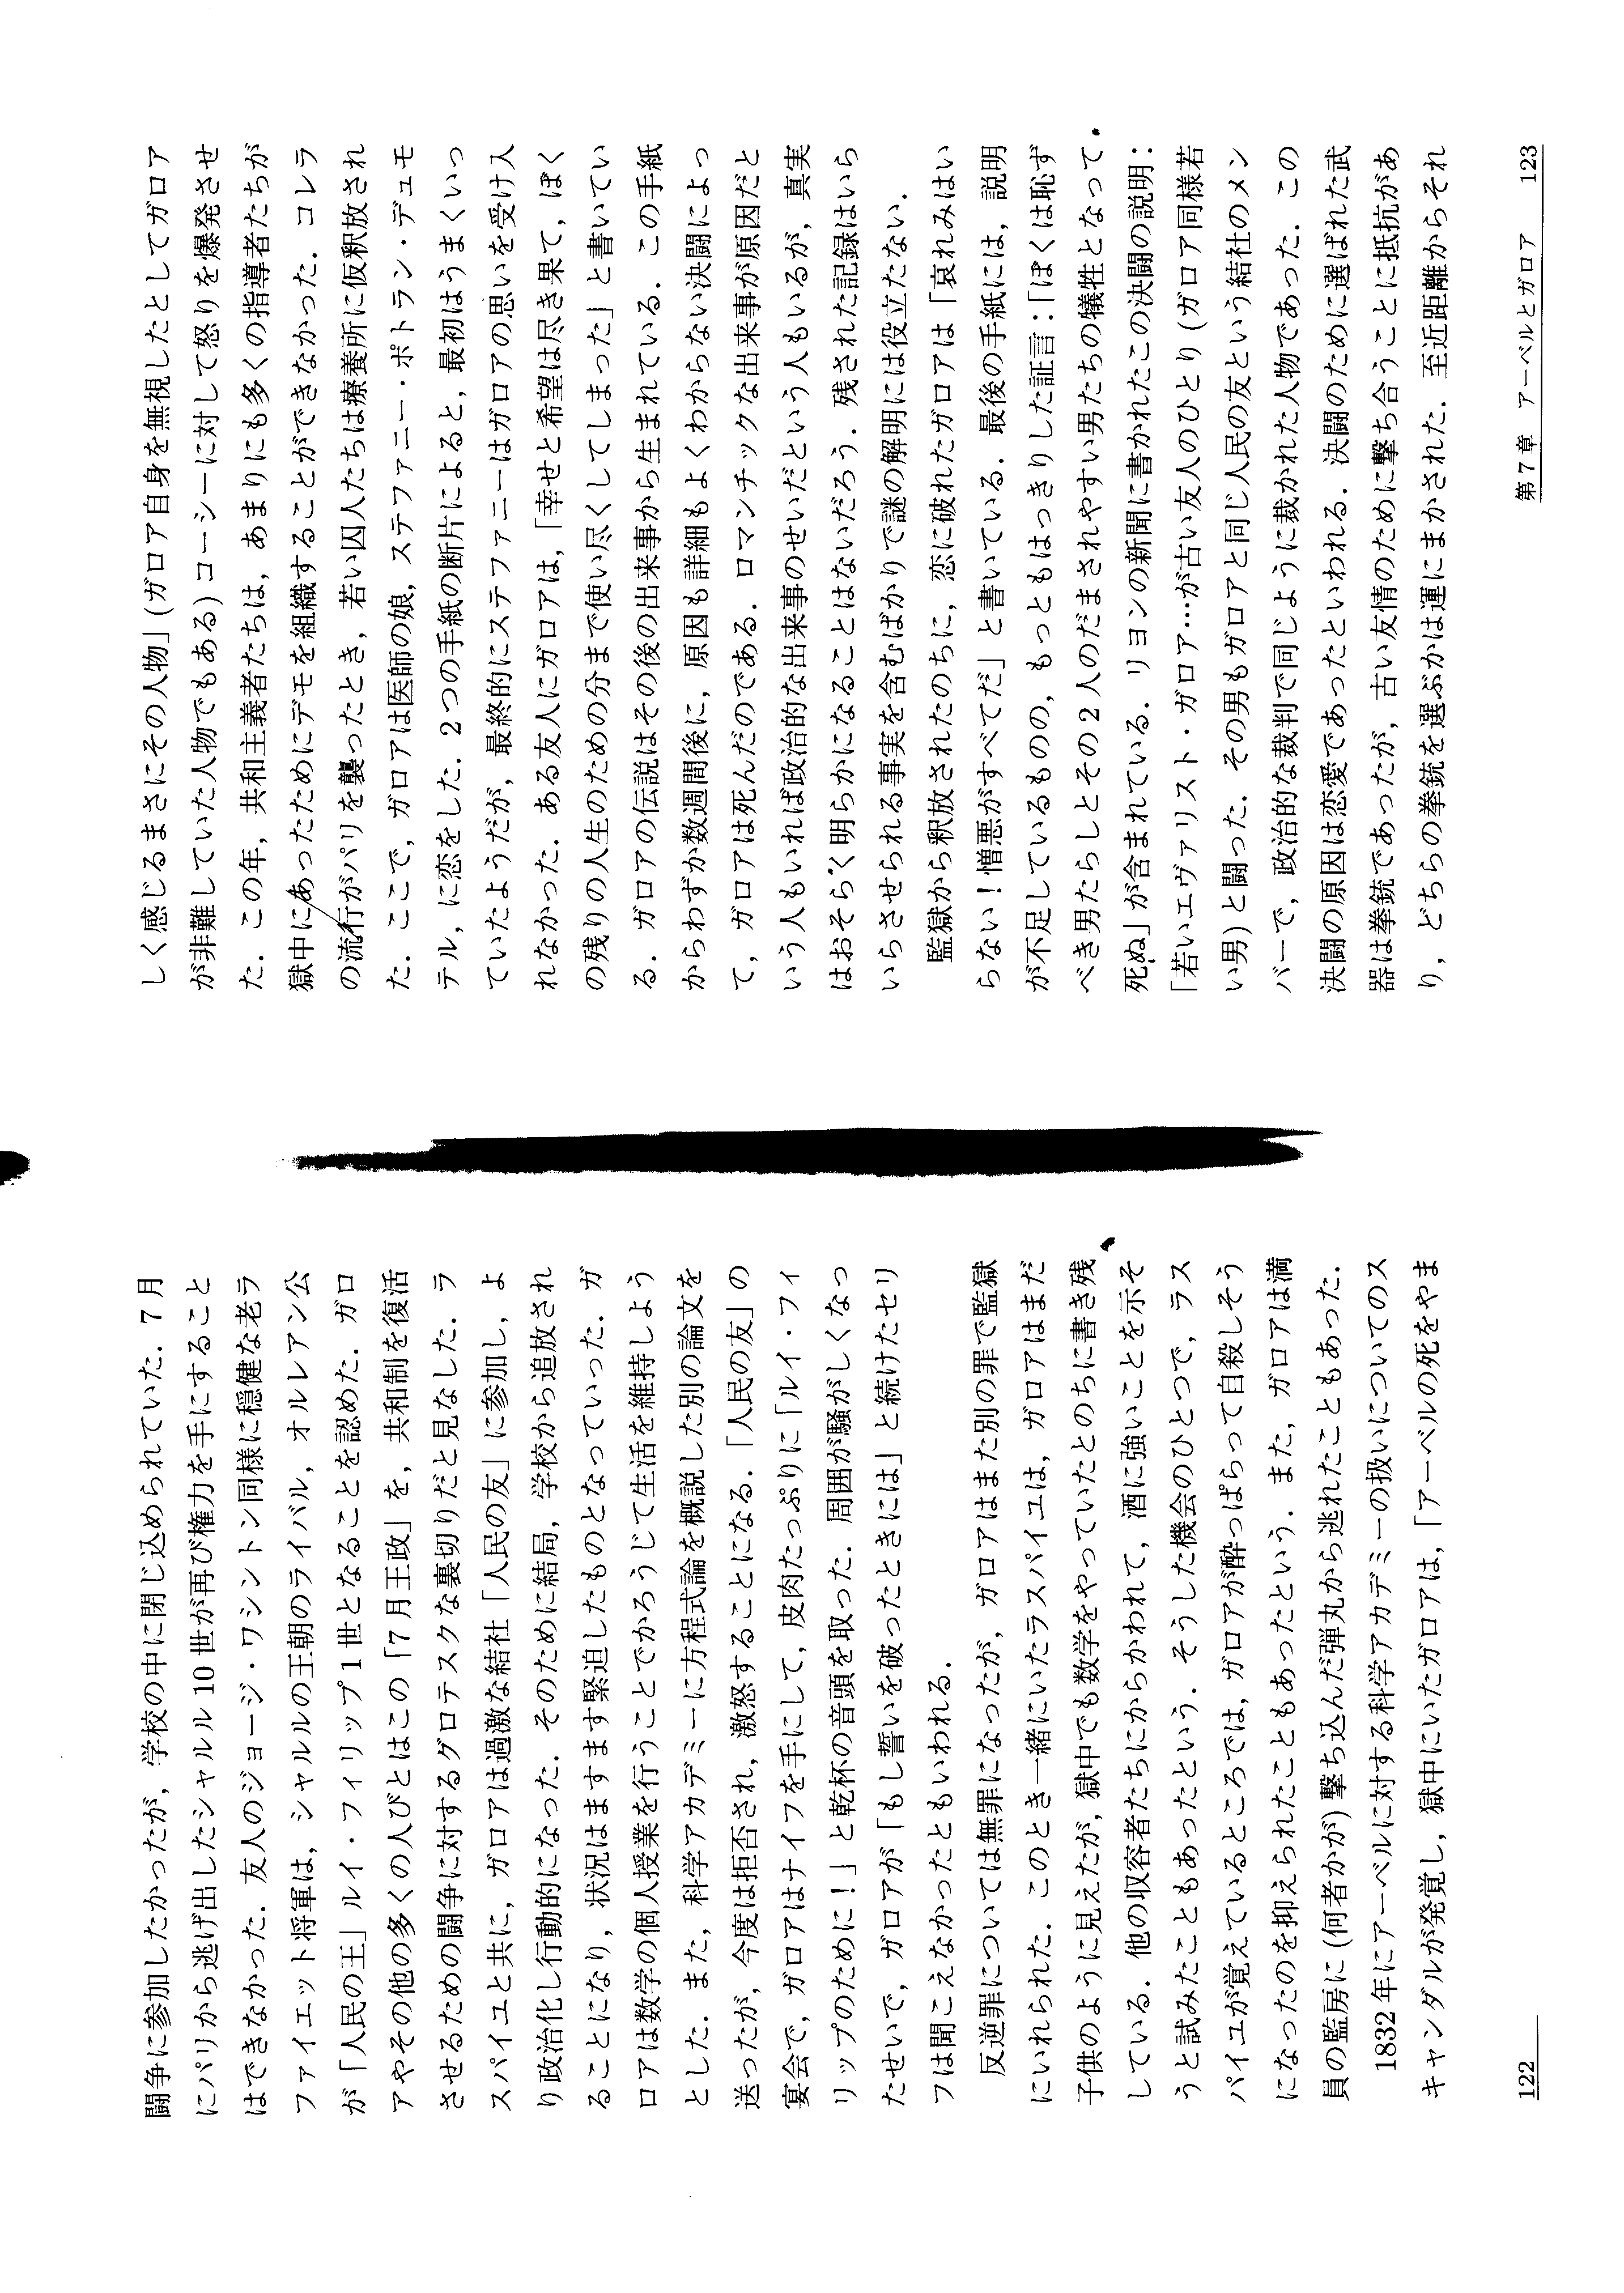 闘争に参加したかったが，学校の中に閉じ込められていた．7月
にパリから逃げ出したシャルル10世が再び権力を手にすること
はできなかった．友人のジョージ・ワシントン同様に穏健な老ラ
ファイエット将軍は，シャルルの王朝のライバル，オルレアン公
が「人民の王」ルイ・フィリップ1世となることを認めた．ガロ
アやその他の多くの人びとはこの「7月王政」を，共和制を復活
させるための闘争に対するグロテスクな裏切りだと見なした．ラ
スパイユと共に，ガロアは過激な結社「人民の友」に参加し，よ
り政治化し行動的になった．そのために結局，学校から追放され
ることになり，状況はますます緊迫したものとなっていった．ガ
ロアは数学の個人授業を行うことでかろうじて生活を維持しよう
とした．また，科学アカデミーに方程式論を概説した別の論文を
送ったが，今度は拒否され，激怒することになる．「人民の友」の
宴会で，ガロアはナイフを手にして，皮肉たっぷりに「ルイ・フィ
リップのために！」と乾杯の音頭を取った．周囲が騒がしくなっ
たせいで，ガロアが「もし誓いを破ったときには」と続けたセリ
フは聞こえなかったともいわれる．
反逆罪については無罪になったが，ガロアはまた別の罪で監獄
にいれられた．このとき一緒にいたラスパイユは，ガロアはまだ
子供のように見えたが，獄中でも数学をやっていたとのちに書き残
している．他の収容者たちにからかわれて，酒に強いことを示そ
うと試みたこともあったという．そうした機会のひとつで，ラス
パイユが覚えているところでは，ガロアが酔っぱらって自殺しそう
になったのを抑えられたこともあったという．また，ガロアは満
員の監房に(何者かが)撃ち込んだ弾丸から逃れたこともあった．
1832年にアーベルに対する科学アカデミーの扱いについてのス
キャンダルが発覚し，獄中にいたガロアは，「アーベルの死をやま
122
しく感じるまさにその人物」(ガロア自身を無視したとしてガロア
が非難していた人物でもある)コーシーに対して怒りを爆発させ
た．この年，共和主義者たちは，あまりにも多くの指導者たちが
獄中にあったためにデモを組織することができなかった．コレラ
の流行がパリを襲ったとき，若い囚人たちは療養所に仮釈放され
た．ここで，ガロアは医師の娘，ステファニー・ポトラン・デュモ
テル，に恋をした．2つの手紙の断片によると，最初はうまくいっ
ていたようだが，最終的にステファニーはガロアの思いを受け入
れなかった．ある友人にガロアは，「幸せと希望は尽き果て，ぼく
の残りの人生のための分まで使い尽くしてしまった」と書いてい
る．ガロアの伝説はその後の出来事から生まれている．この手紙
からわずか数週間後に，原因も詳細もよくわからない決闘によっ
て，ガロアは死んだのである．ロマンチックな出来事が原因だと
いう人もいれば政治的な出来事のせいだという人もいるが，真実
はおそらく明らかになることはないだろう．残された記録はいら
いらさせられる事実を含むばかりで謎の解明には役立たない．
監獄から釈放されたのちに，恋に破れたガロアは「哀れみはい
らない！憎悪がすべてだ」と書いている．最後の手紙には，説明
が不足しているものの，もっともはっきりした証言：「ぼくは恥ず
べき男たらしとその2人のだまされやすい男たちの犠牲となって
死ぬ」が含まれている．リヨンの新聞に書かれたこの決闘の説明：
「若いエヴァリスト・ガロア…が古い友人のひとり(ガロア同様若
い男)と闘った．その男もガロアと同じ人民の友という結社のメン
バーで，政治的な裁判で同じように裁かれた人物であった．この
決闘の原因は恋愛であったといわれる．決闘のために選ばれた武
器は拳銃であったが，古い友情のために撃ち合うことに抵抗があ
り，どちらの拳銃を選ぶかは運にまかされた．至近距離からそれ
第7章 アーベルとガロア 123